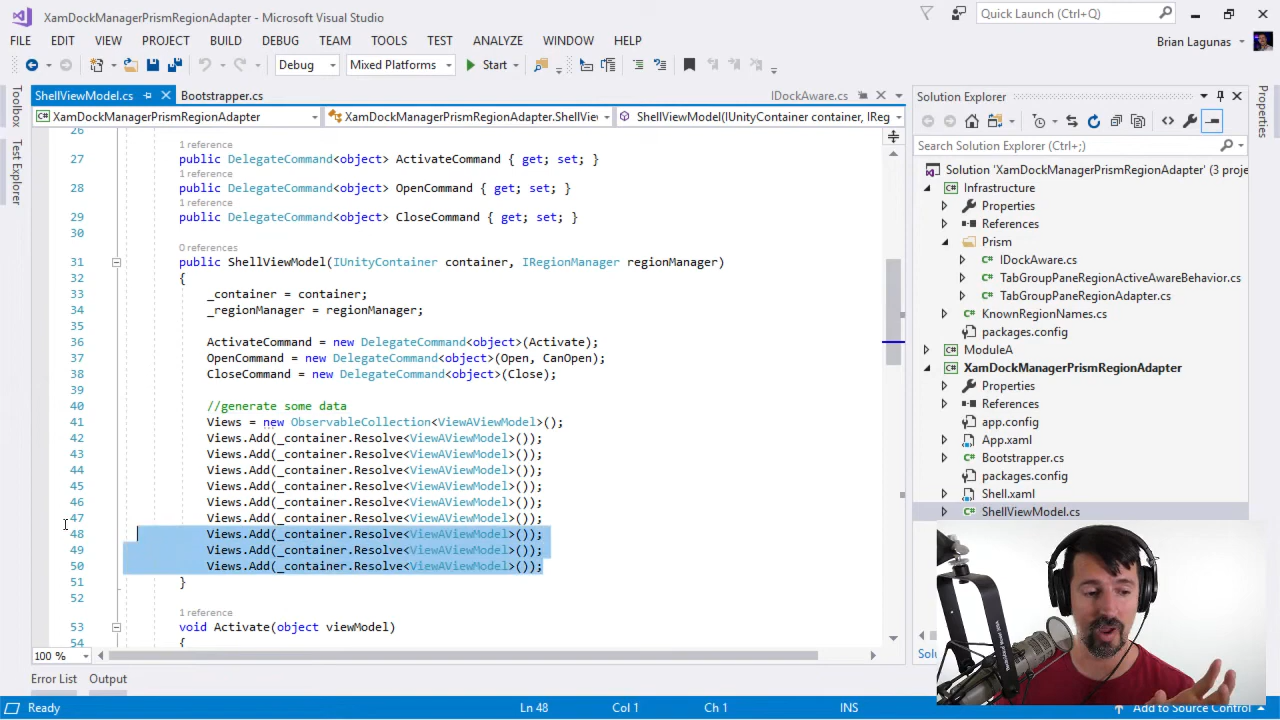 XamDockManagerPrismRegionAdapter - Microsoft Visual Studio
Quick Launch (Ctrl+Q)
FILE EDIT VIEW PROJECT BUILD DEBUG TEAM TOOLS TEST ANALYZE WINDOW HELP
Brian Lagunas
Debug Mixed Platforms Start
Toolbox
Test Explorer
ShellViewModel.cs Bootstrapper.cs IDockAware.cs
XamDockManagerPrismRegionAdapter XamDockManagerPrismRegionAdapter.ShellVie ShellViewModel(IUnityContainer container, IReg
26
1 reference
27 public DelegateCommand<object> ActivateCommand { get; set; }
1 reference
28 public DelegateCommand<object> OpenCommand { get; set; }
1 reference
29 public DelegateCommand<object> CloseCommand { get; set; }
30
0 references
31 public ShellViewModel(IUnityContainer container, IRegionManager regionManager)
32 {
33 _container = container;
34 _regionManager = regionManager;
35
36 ActivateCommand = new DelegateCommand<object>(Activate);
37 OpenCommand = new DelegateCommand<object>(Open, CanOpen);
38 CloseCommand = new DelegateCommand<object>(Close);
39
40 //generate some data
41 Views = new ObservableCollection<ViewAViewModel>();
42 Views.Add(_container.Resolve<ViewAViewModel>());
43 Views.Add(_container.Resolve<ViewAViewModel>());
44 Views.Add(_container.Resolve<ViewAViewModel>());
45 Views.Add(_container.Resolve<ViewAViewModel>());
46 Views.Add(_container.Resolve<ViewAViewModel>());
47 Views.Add(_container.Resolve<ViewAViewModel>());
48 Views.Add(_container.Resolve<ViewAViewModel>());
49 Views.Add(_container.Resolve<ViewAViewModel>());
50 Views.Add(_container.Resolve<ViewAViewModel>());
51 }
52
1 reference
53 void Activate(object viewModel)
54 {
100 %
Error List Output
Ready Ln 48 Col 1 Ch 1 INS Add to Source Control
Solution Explorer
Search Solution Explorer (Ctrl+;)
Solution 'XamDockManagerPrismRegionAdapter' (3 proje
Infrastructure
Properties
References
Prism
IDockAware.cs
TabGroupPaneRegionActiveAwareBehavior.cs
TabGroupPaneRegionAdapter.cs
KnownRegionNames.cs
packages.config
ModuleA
XamDockManagerPrismRegionAdapter
Properties
References
app.config
App.xaml
Bootstrapper.cs
packages.config
Shell.xaml
ShellViewModel.cs
Solu
Properties